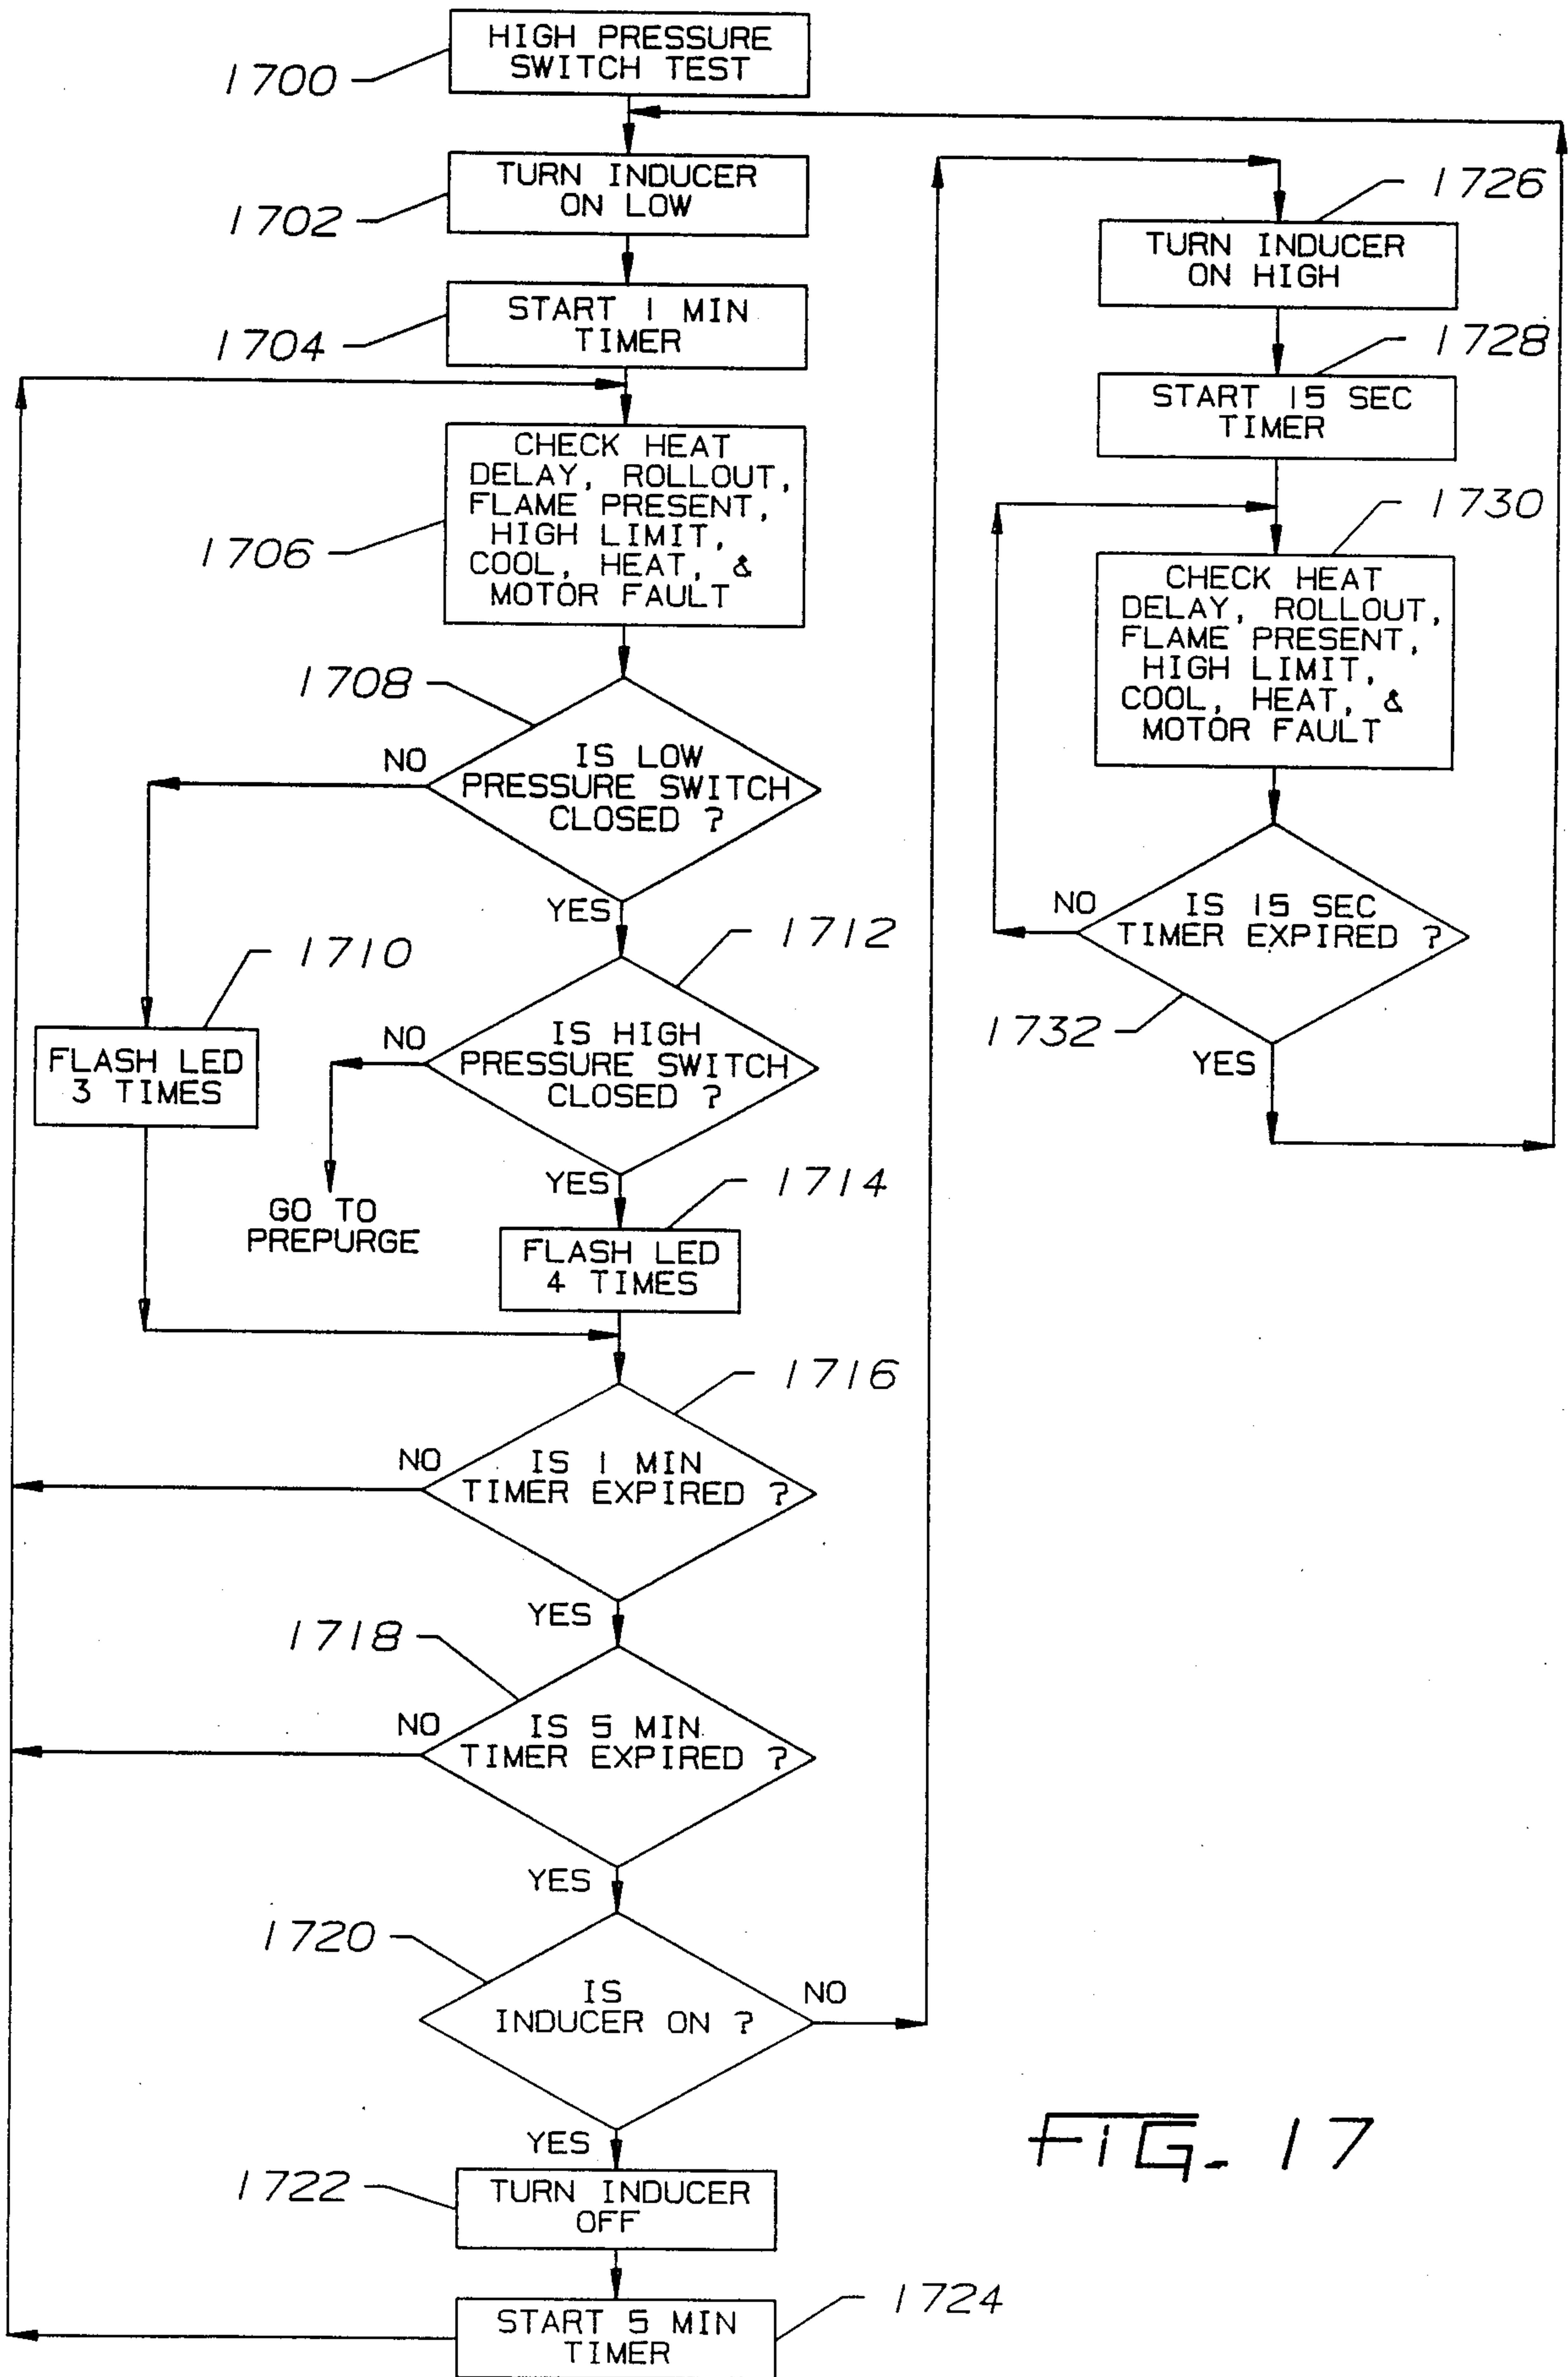 HIGH PRESSURE
SWITCH TEST
1700
TURN INDUCER
ON LOW
1702
START 1 MIN
TIMER
1704
CHECK HEAT
DELAY, ROLLOUT,
FLAME PRESENT,
HIGH LIMIT,
COOL, HEAT, &
MOTOR FAULT
1706
1708
IS LOW
PRESSURE SWITCH
CLOSED ?
NO
YES
1710
FLASH LED
3 TIMES
1712
IS HIGH
PRESSURE SWITCH
CLOSED ?
NO
GO TO
PREPURGE
YES
1714
FLASH LED
4 TIMES
1716
IS 1 MIN
TIMER EXPIRED ?
NO
YES
1718
IS 5 MIN
TIMER EXPIRED ?
NO
YES
1720
IS
INDUCER ON ?
NO
YES
1722
TURN INDUCER
OFF
1724
START 5 MIN
TIMER
1726
TURN INDUCER
ON HIGH
1728
START 15 SEC
TIMER
1730
CHECK HEAT
DELAY, ROLLOUT,
FLAME PRESENT,
HIGH LIMIT,
COOL, HEAT, &
MOTOR FAULT
NO
IS 15 SEC
TIMER EXPIRED ?
1732
YES
FIG. 17